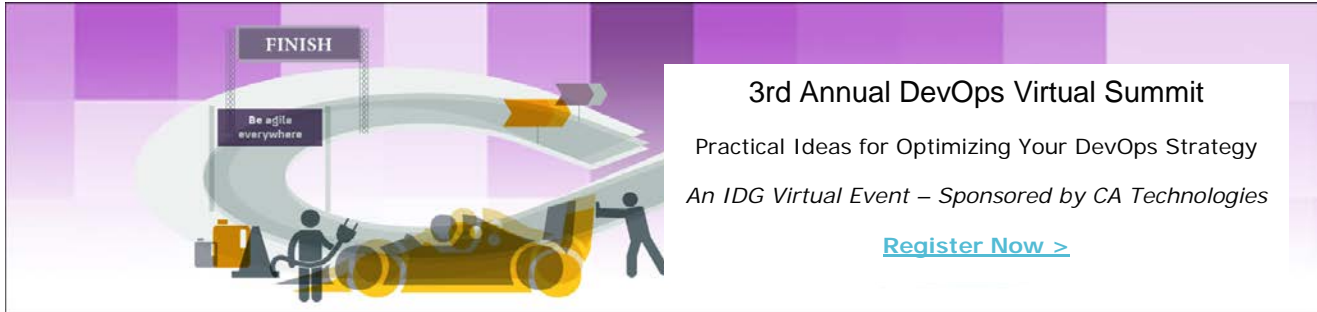 FINISH
Be agile
everywhere
3rd Annual DevOps Virtual Summit
Practical Ideas for Optimizing Your DevOps Strategy
An IDG Virtual Event – Sponsored by CA Technologies
Register Now >